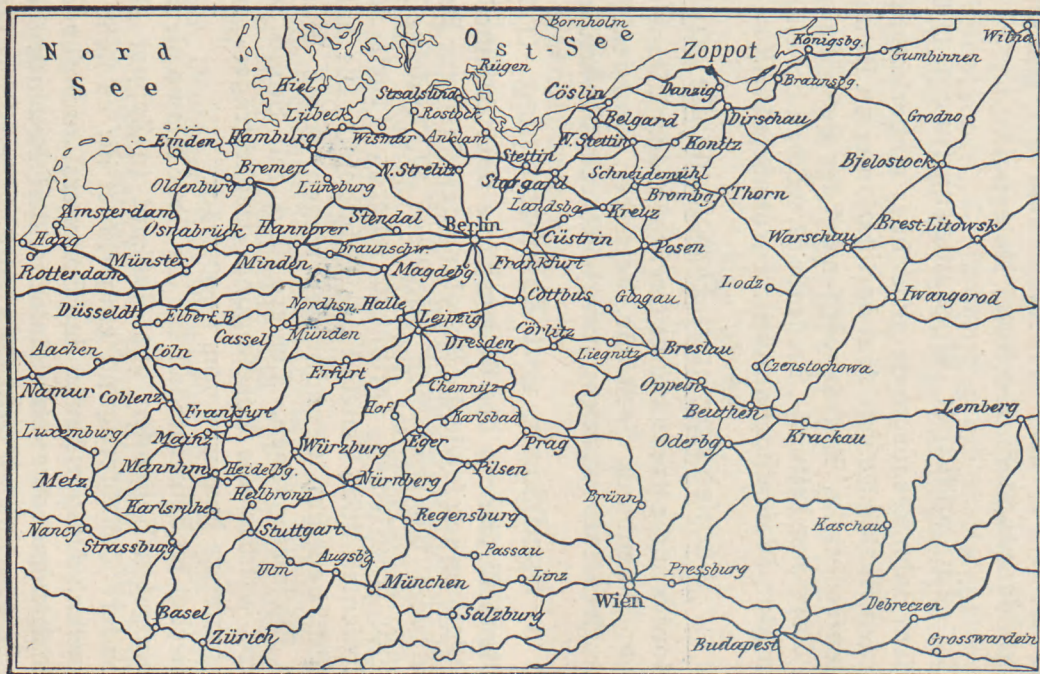 Nord
See
Ost-See
Bornholm
Rügen
Zoppot
Königsbg.
Gumbinnen
Wilna
Kiel
Stralsund
Rostock
Cöslin
Danzig
Braunsbg.
Lübeck
Wismar
Anklam
Belgard
Dirschau
Grodno
Emden
Hamburg
N. Stettin
Konitz
Stettin
Bjelostock
Oldenburg
Bremen
Lüneburg
N. Strelitz
Stargard
Schneidemühl
Brombg.
Thorn
Amsterdam
Stendal
Berlin
Landsbg.
Kreuz
Haag
Osnabrück
Hannover
Braunschw.
Cüstrin
Posen
Warschau
Brest-Litowsk
Rotterdam
Münster
Minden
Magdebg.
Frankfurt
Lodz
Iwangorod
Düsseldf.
Elberf. B.
Cassel
Nordhsn.
Münden
Halle
Leipzig
Cottbus
Glogau
Görlitz
Liegnitz
Breslau
Aachen
Cöln
Erfurt
Dresden
Czenstochowa
Namur
Coblenz
Frankfurt
Chemnitz
Oppeln
Beuthen
Lemberg
Luxemburg
Mainz
Hof
Karlsbad
Würzburg
Eger
Prag
Oderbg.
Krackau
Metz
Mannhm.
Heidelbg.
Nürnberg
Pilsen
Heilbronn
Brünn
Nancy
Karlsruhe
Strassburg
Stuttgart
Regensburg
Kaschau
Ulm
Augsbg.
München
Passau
Linz
Wien
Pressburg
Basel
Zürich
Salzburg
Budapest
Debreczen
Grosswardein